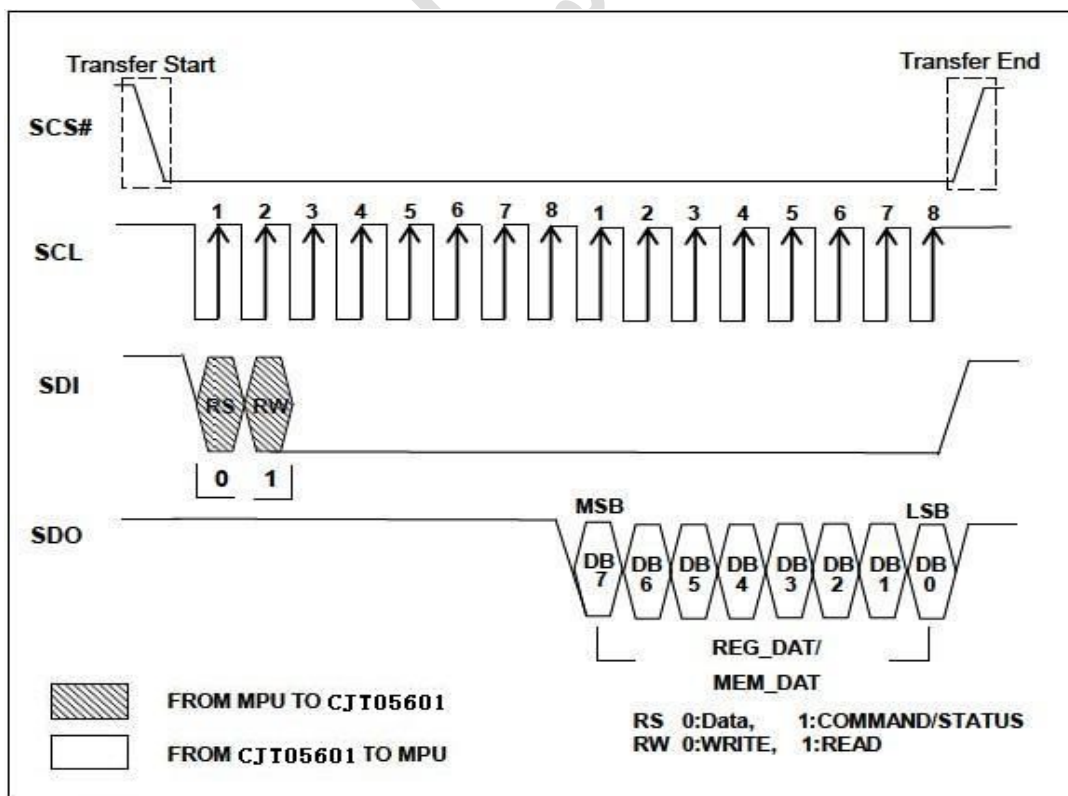 Transfer Start
Transfer End
SCS#
1 2 3 4 5 6 7 8 1 2 3 4 5 6 7 8
SCL
SDI
RS RW
0 1
SDO
MSB
LSB
DB 7 DB 6 DB 5 DB 4 DB 3 DB 2 DB 1 DB 0
REG_DAT/
MEM_DAT
FROM MPU TO CJT05601
FROM CJT05601 TO MPU
RS 0:Data, 1:COMMAND/STATUS
RW 0:WRITE, 1:READ